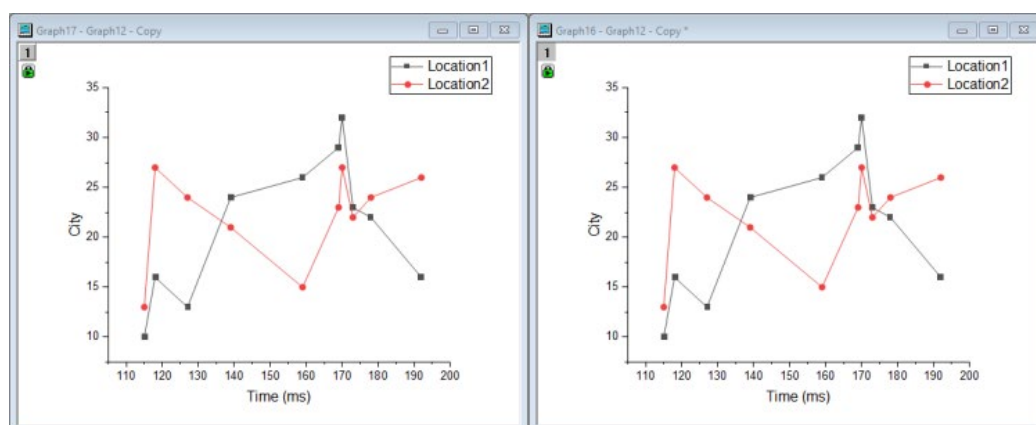 Graph17 - Graph12 - Copy
1
Location1
Location2
35
30
25
20
15
10
City
110 120 130 140 150 160 170 180 190 200
Time (ms)
Graph16 - Graph12 - Copy *
1
Location1
Location2
35
30
25
20
15
10
City
110 120 130 140 150 160 170 180 190 200
Time (ms)